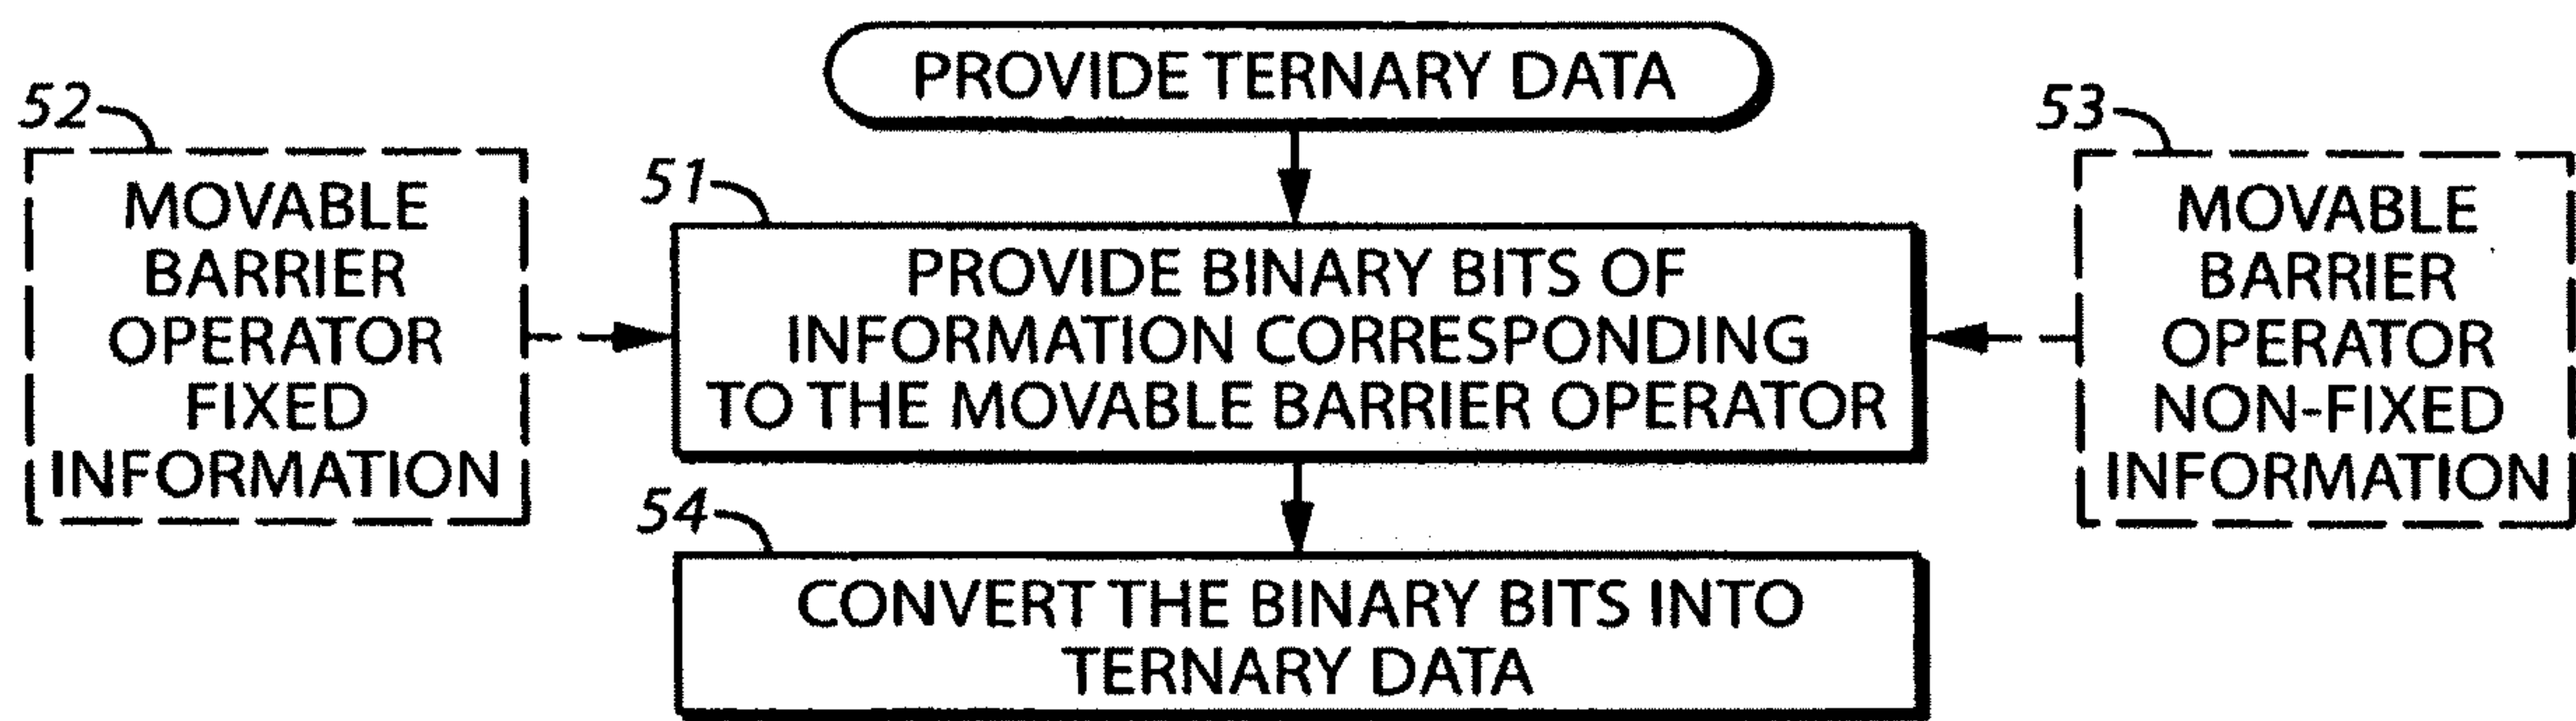 PROVIDE TERNARY DATA
52
MOVABLE
BARRIER
OPERATOR
FIXED
INFORMATION
51
PROVIDE BINARY BITS OF
INFORMATION CORRESPONDING
TO THE MOVABLE BARRIER OPERATOR
53
MOVABLE
BARRIER
OPERATOR
NON-FIXED
INFORMATION
54
CONVERT THE BINARY BITS INTO
TERNARY DATA